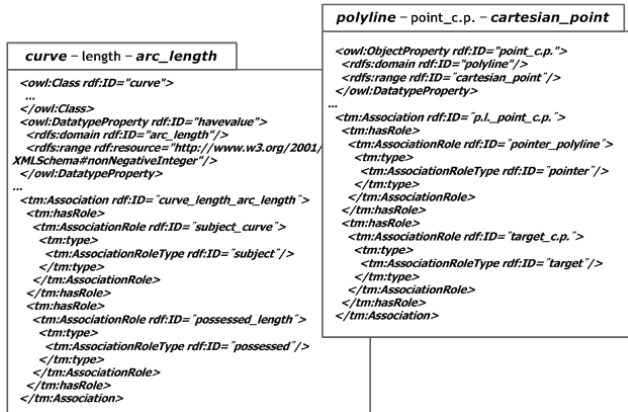 curve – length – arc_length
<owl:Class rdf:ID="curve">
...
</owl:Class>
<owl:DatatypeProperty rdf:ID="havevalue">
<rdfs:domain rdf:ID="arc_length"/>
<rdfs:range rdf:resource="http://www.w3.org/2001/
XMLSchema#nonNegativeInteger"/>
</owl:DatatypeProperty>
...
<tm:Association rdf:ID="curve_length_arc_length">
<tm:hasRole>
<tm:AssociationRole rdf:ID="subject_curve">
<tm:type>
<tm:AssociationRoleType rdf:ID="subject"/>
</tm:type>
</tm:AssociationRole>
</tm:hasRole>
<tm:hasRole>
<tm:AssociationRole rdf:ID="possessed_length">
<tm:type>
<tm:AssociationRoleType rdf:ID="possessed"/>
</tm:type>
</tm:AssociationRole>
</tm:hasRole>
</tm:Association>
polyline – point_c.p. - cartesian_point
<owl:ObjectProperty rdf:ID="point_c.p.">
<rdfs:domain rdf:ID="polyline"/>
<rdfs:range rdf:ID="cartesian_point"/>
</owl:DatatypeProperty>
...
<tm:Association rdf:ID="p.l._point_c.p.">
<tm:hasRole>
<tm:AssociationRole rdf:ID="pointer_polyline">
<tm:type>
<tm:AssociationRoleType rdf:ID="pointer"/>
</tm:type>
</tm:AssociationRole>
</tm:hasRole>
<tm:hasRole>
<tm:AssociationRole rdf:ID="target_c.p.">
<tm:type>
<tm:AssociationRoleType rdf:ID="target"/>
</tm:type>
</tm:AssociationRole>
</tm:hasRole>
</tm:Association>